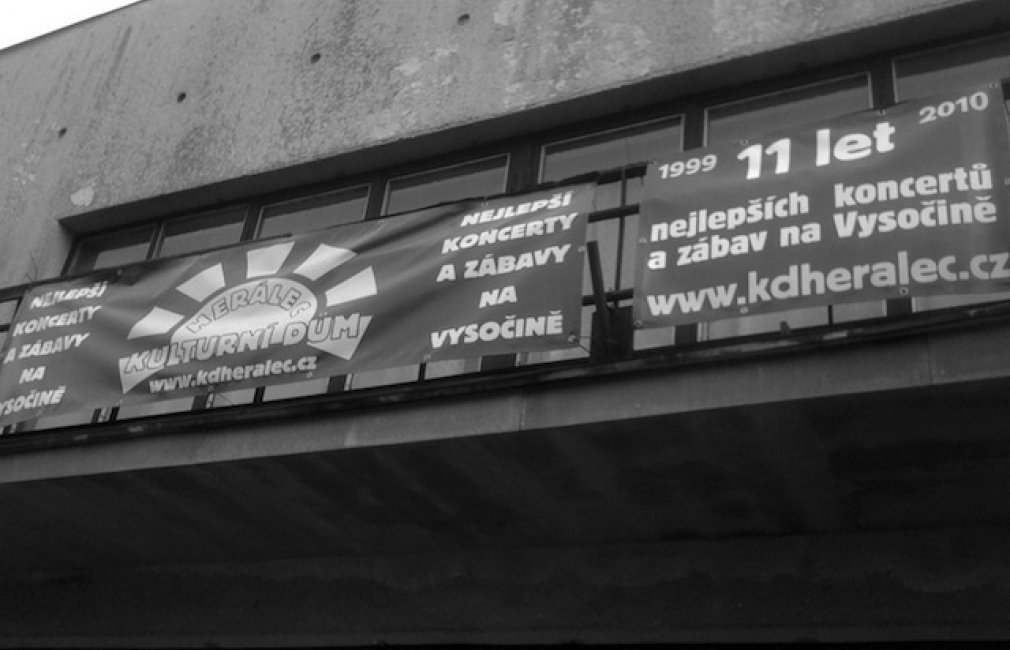 NEJLEPŠÍ
KONCERTY
A ZÁBAVY
NA
VYSOČINĚ
HERÁLEC
KULTURNÍ DŮM
www.kdheralec.cz
NEJLEPŠÍ
KONCERTY
A ZÁBAVY
NA
VYSOČINĚ
1999 11 let 2010
nejlepších koncertů
a zábav na Vysočině
www.kdheralec.cz